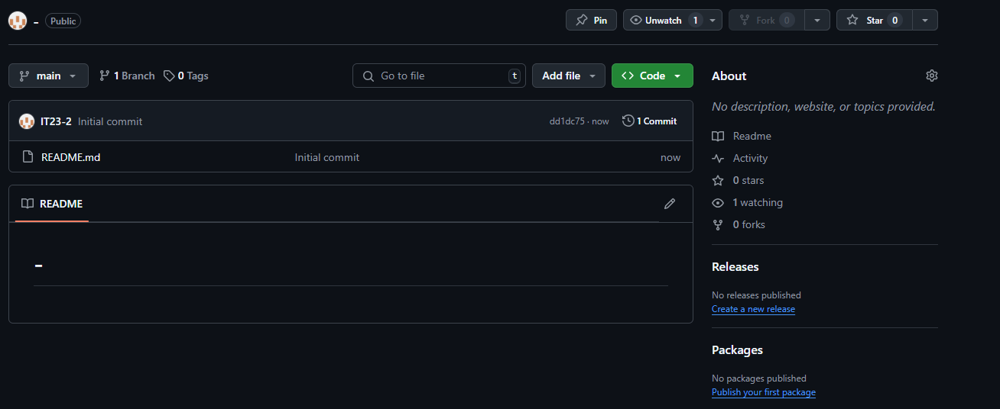 - Public
Pin
Unwatch 1
Fork 0
Star 0
main
1 Branch
0 Tags
Go to file t
Add file
Code
IT23-2 Initial commit dd1dc75 · now 1 Commit
README.md Initial commit now
README
-
About
No description, website, or topics provided.
Readme
Activity
0 stars
1 watching
0 forks
Releases
No releases published
Create a new release
Packages
No packages published
Publish your first package